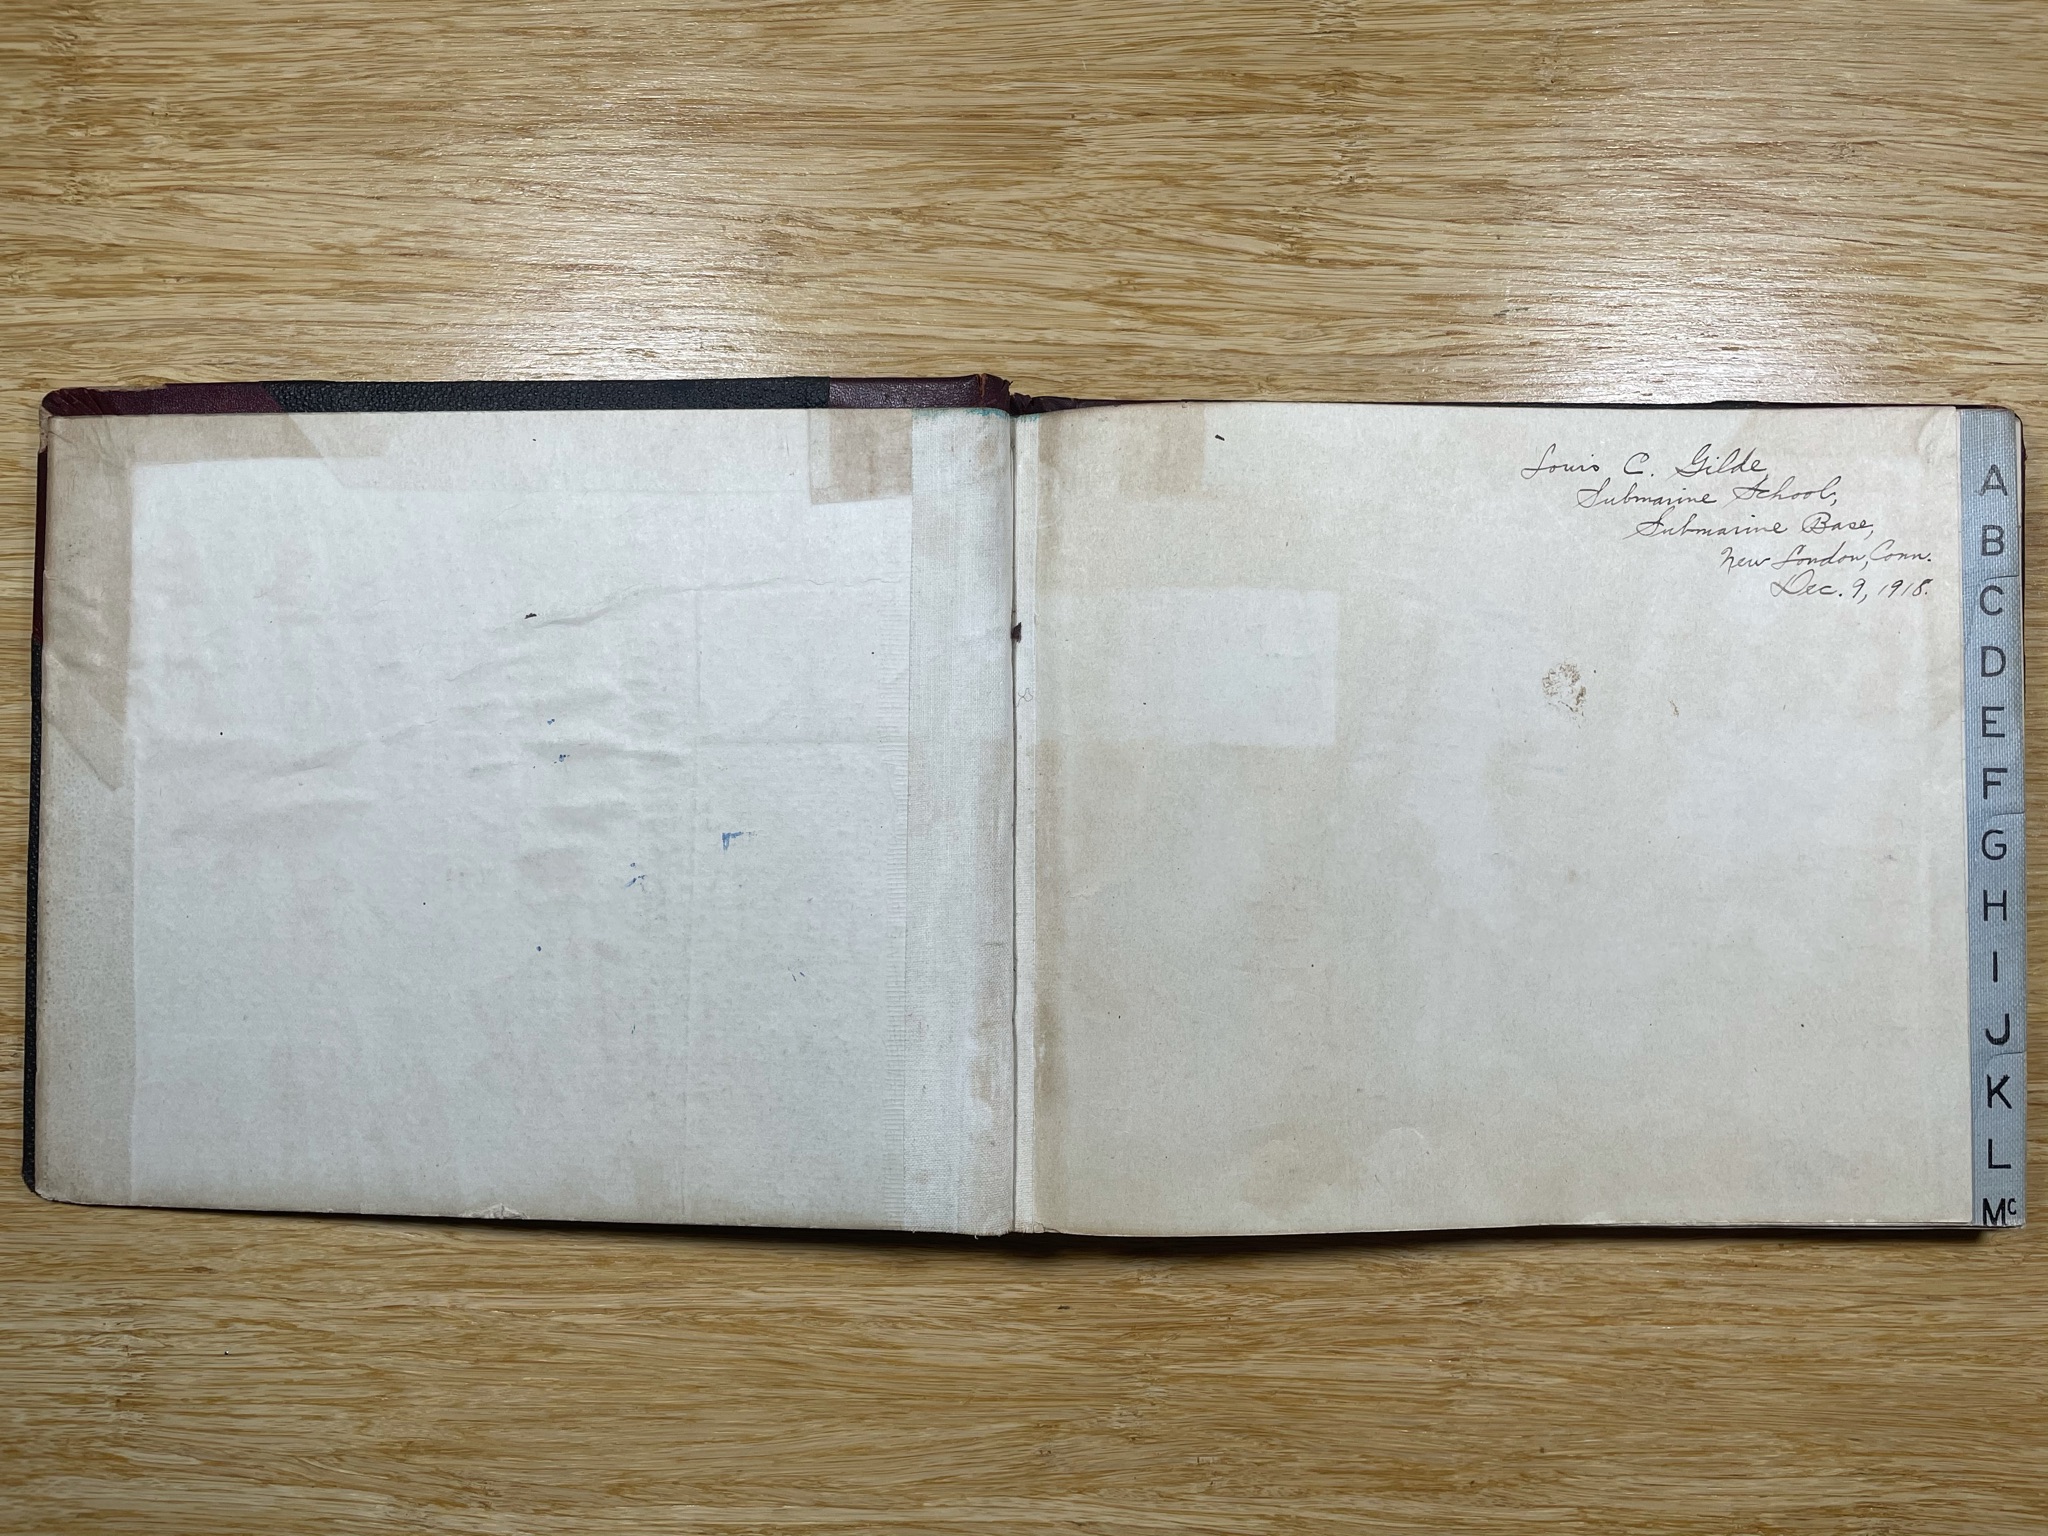 Louis C. Gilde
Submarine School,
Submarine Base,
New London, Conn.
Dec. 9, 1918.
A
B
C
D
E
F
G
H
I
J
K
L
Mc